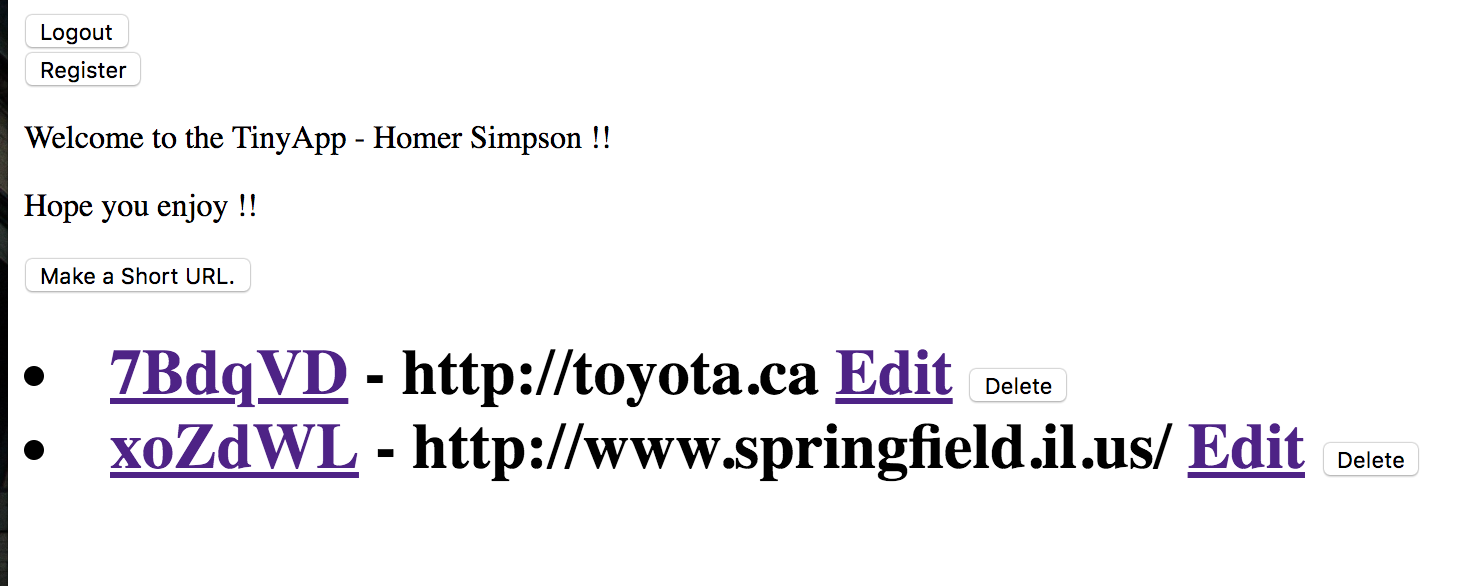 Logout
Register
Welcome to the TinyApp - Homer Simpson !!
Hope you enjoy !!
Make a Short URL.
7BdqVD - http://toyota.ca Edit Delete
xoZdWL - http://www.springfield.il.us/ Edit Delete